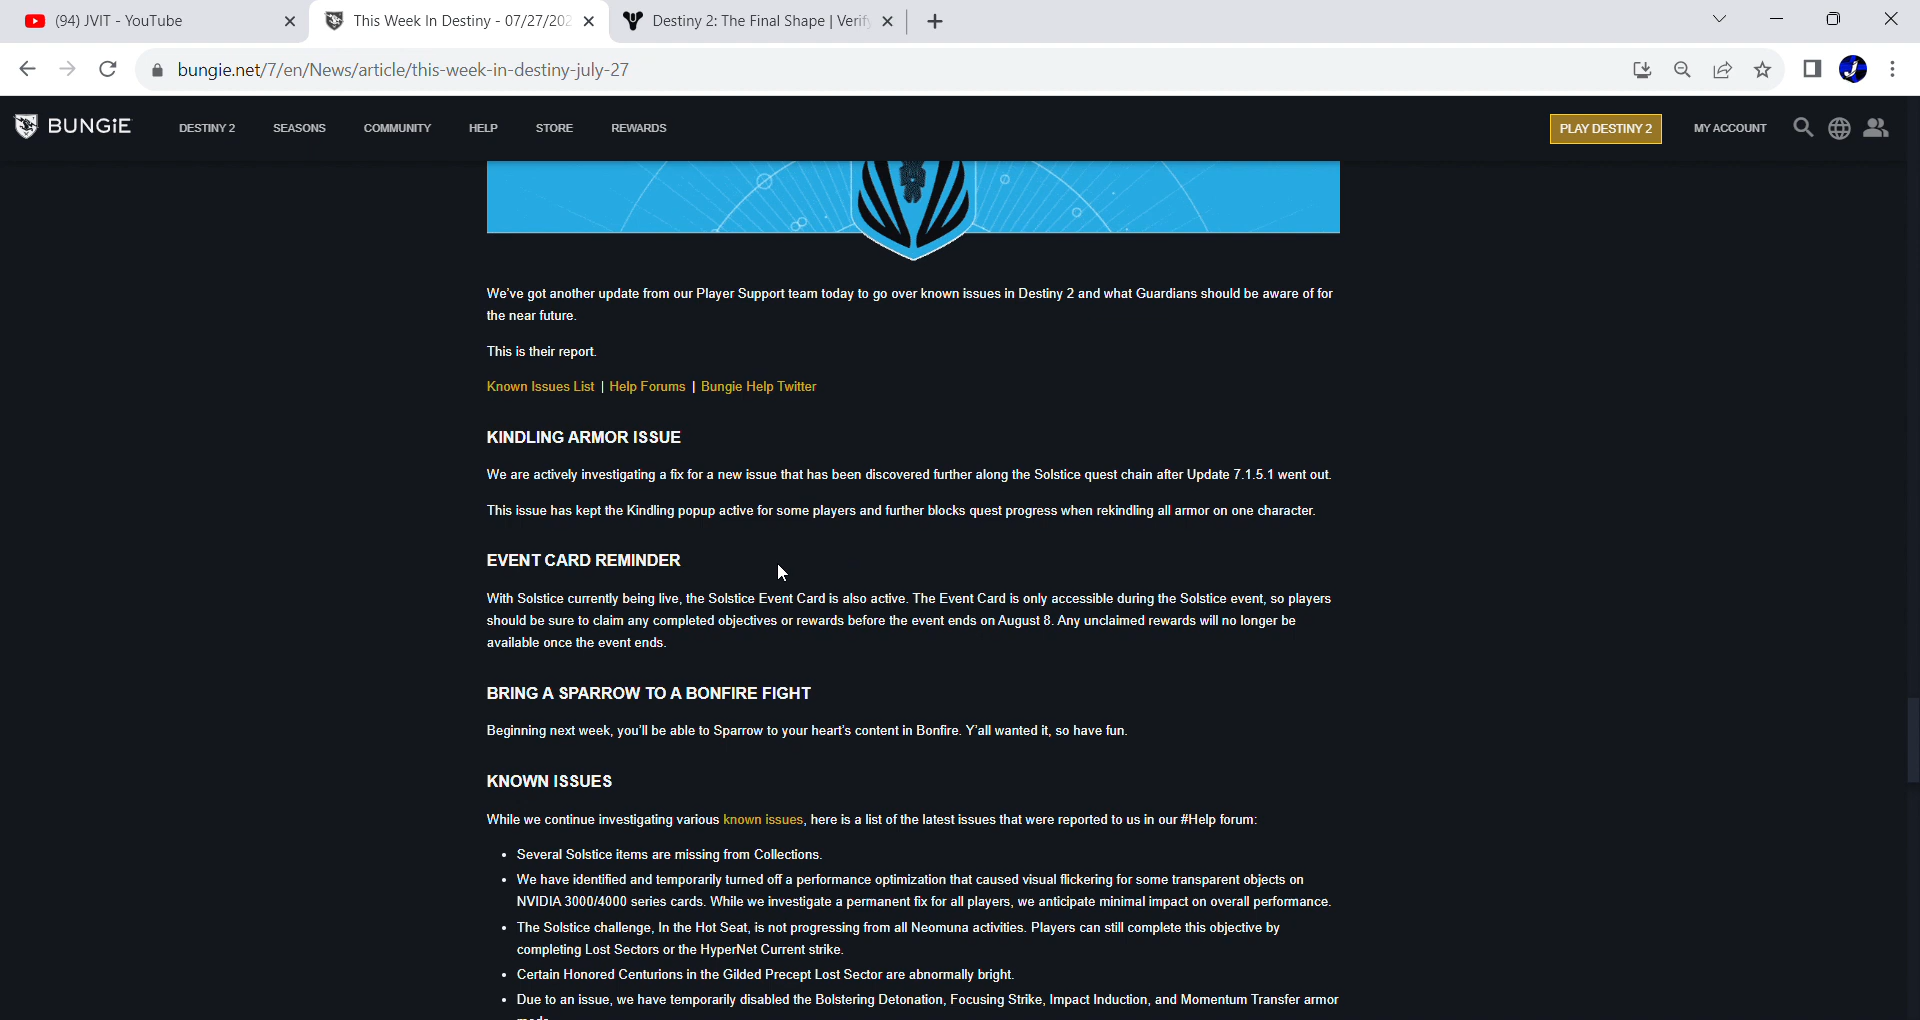 (94) JVIT - YouTube
This Week In Destiny - 07/27/202
Destiny 2: The Final Shape | Verif
bungie.net/7/en/News/article/this-week-in-destiny-july-27
BUNGiE
DESTINY 2
SEASONS
COMMUNITY
HELP
STORE
REWARDS
PLAY DESTINY 2
MY ACCOUNT
We've got another update from our Player Support team today to go over known issues in Destiny 2 and what Guardians should be aware of for
the near future.
This is their report.
Known Issues List | Help Forums | Bungie Help Twitter
KINDLING ARMOR ISSUE
We are actively investigating a fix for a new issue that has been discovered further along the Solstice quest chain after Update 7.1.5.1 went out.
This issue has kept the Kindling popup active for some players and further blocks quest progress when rekindling all armor on one character.
EVENT CARD REMINDER
With Solstice currently being live, the Solstice Event Card is also active. The Event Card is only accessible during the Solstice event, so players
should be sure to claim any completed objectives or rewards before the event ends on August 8. Any unclaimed rewards will no longer be
available once the event ends.
BRING A SPARROW TO A BONFIRE FIGHT
Beginning next week, you'll be able to Sparrow to your heart's content in Bonfire. Y'all wanted it, so have fun.
KNOWN ISSUES
While we continue investigating various known issues, here is a list of the latest issues that were reported to us in our #Help forum:
• Several Solstice items are missing from Collections.
• We have identified and temporarily turned off a performance optimization that caused visual flickering for some transparent objects on
NVIDIA 3000/4000 series cards. While we investigate a permanent fix for all players, we anticipate minimal impact on overall performance.
• The Solstice challenge, In the Hot Seat, is not progressing from all Neomuna activities. Players can still complete this objective by
completing Lost Sectors or the HyperNet Current strike.
• Certain Honored Centurions in the Gilded Precept Lost Sector are abnormally bright.
• Due to an issue, we have temporarily disabled the Bolstering Detonation, Focusing Strike, Impact Induction, and Momentum Transfer armor